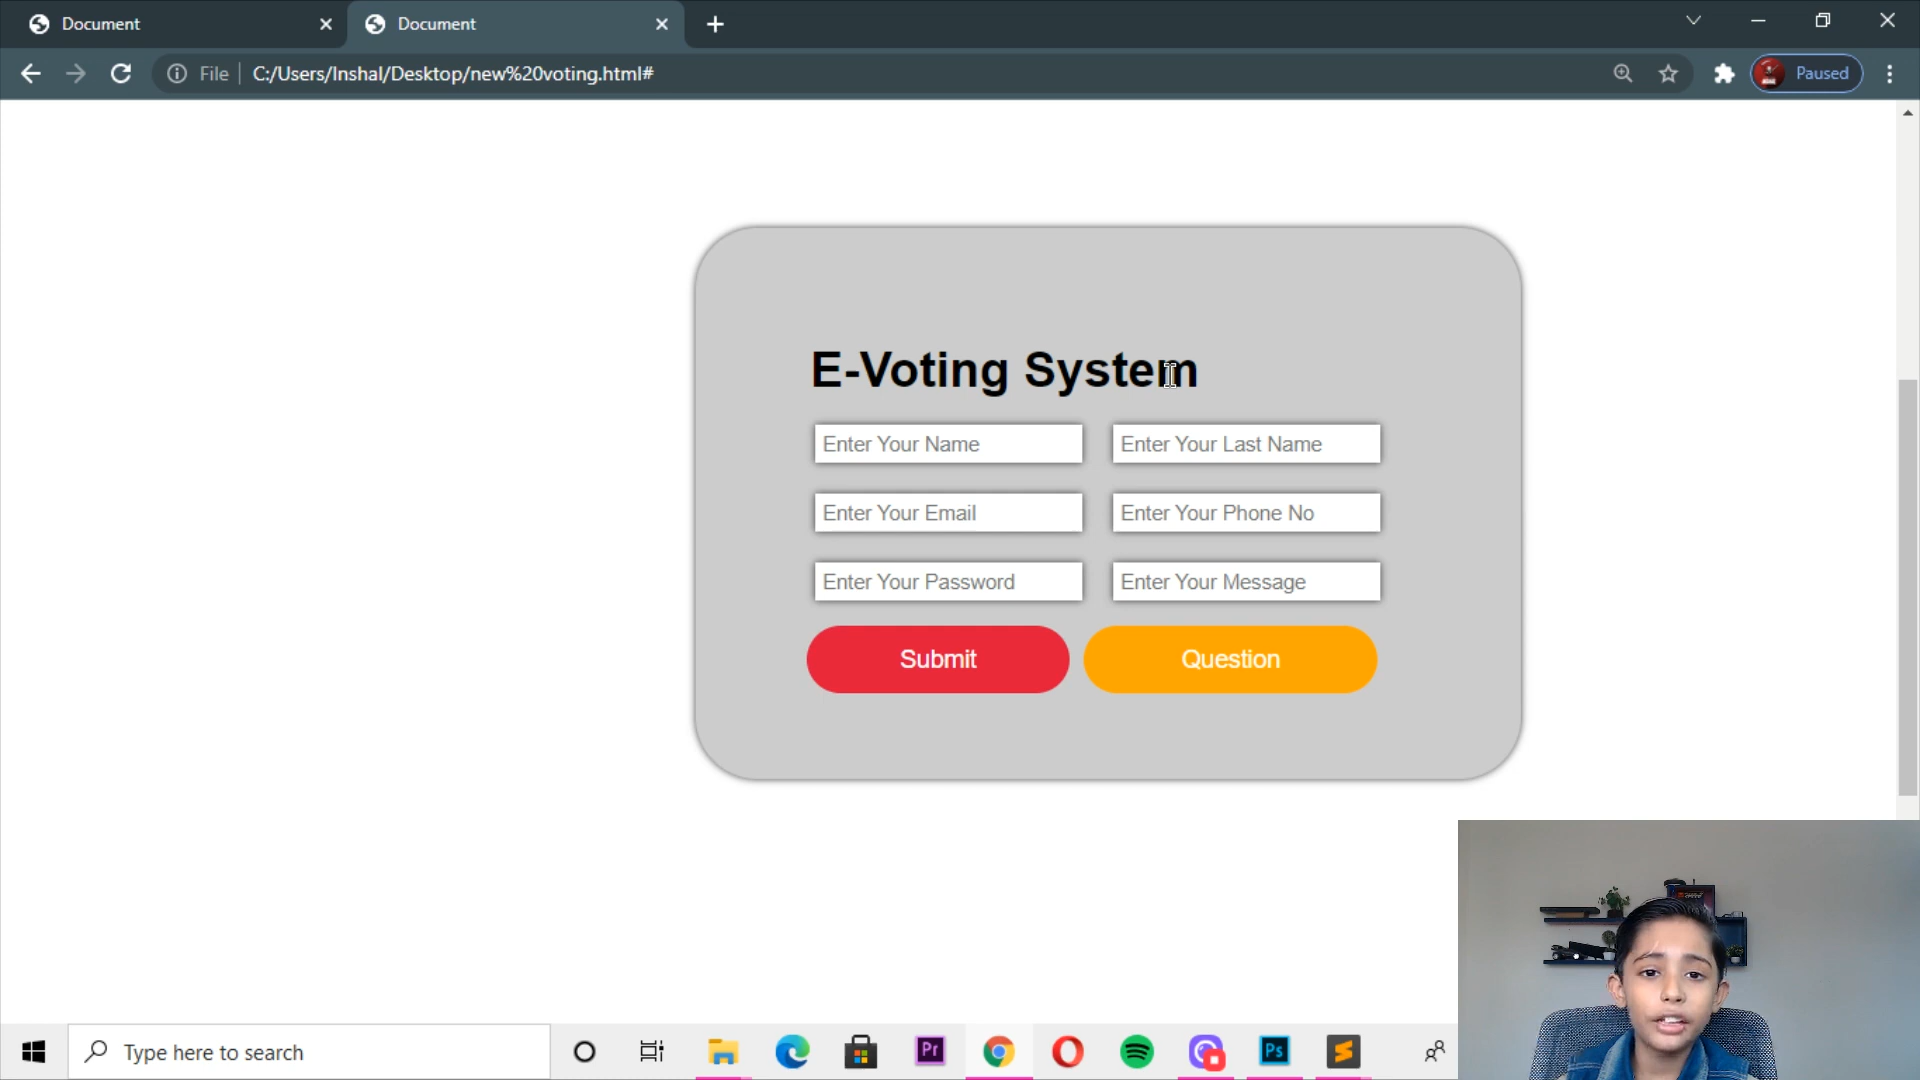 Document
Document
File
C:/Users/Inshal/Desktop/new%20voting.html#
Paused
E-Voting System
Enter Your Name
Enter Your Last Name
Enter Your Email
Enter Your Phone No
Enter Your Password
Enter Your Message
Submit
Question
Type here to search
Pr
Ps